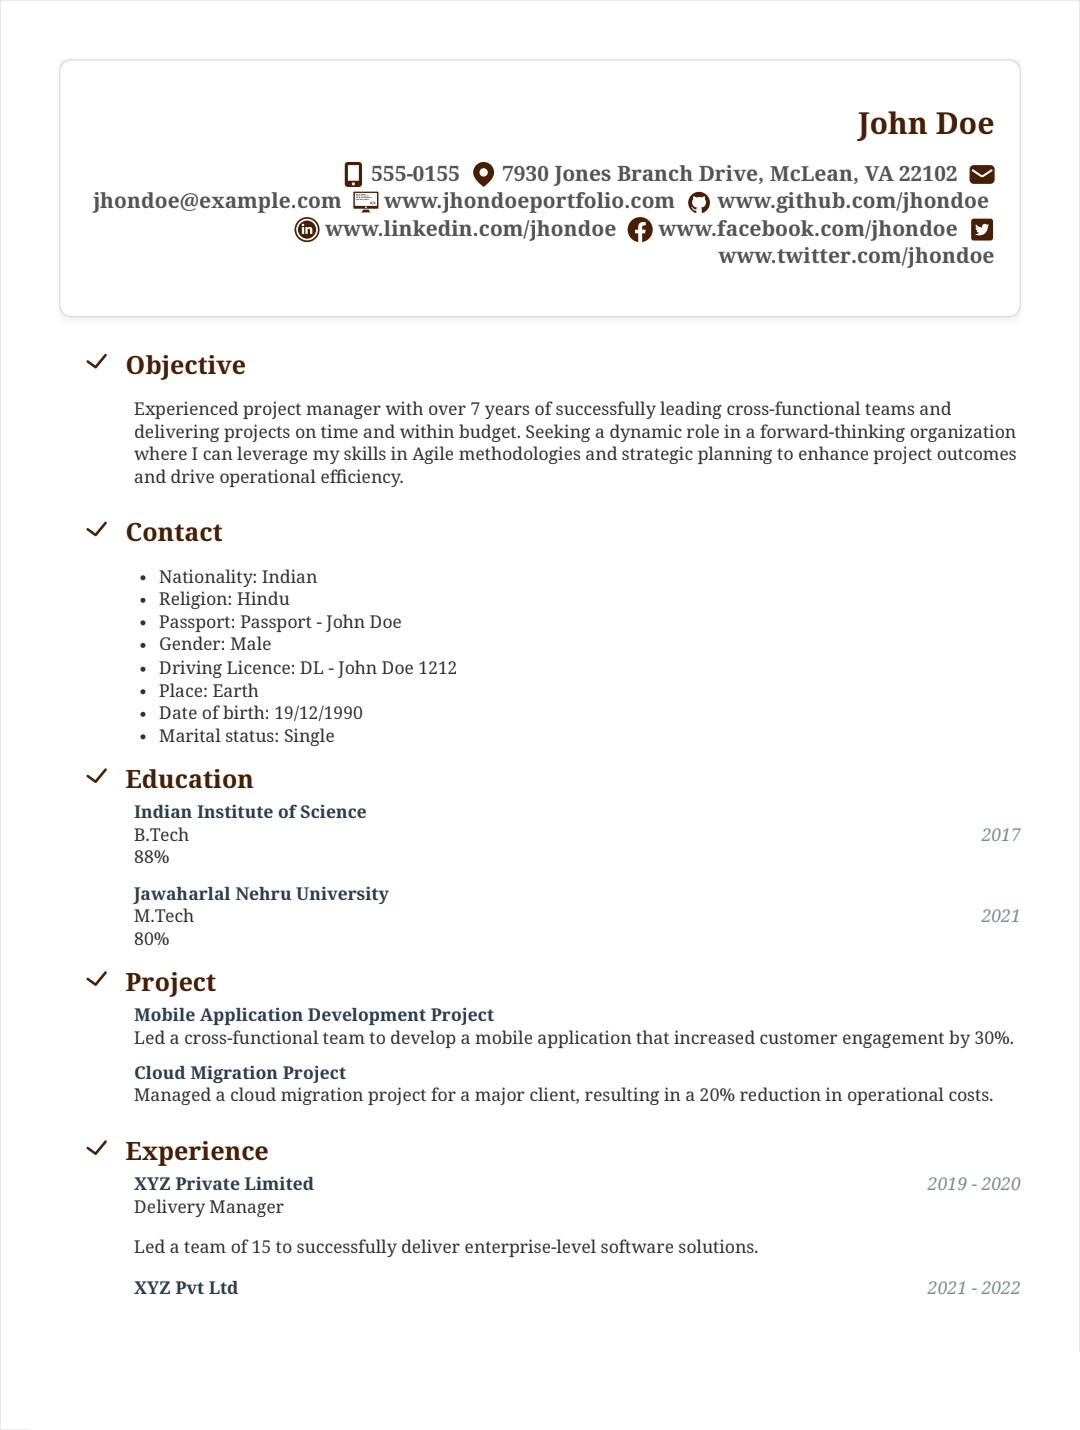 John Doe
555-0155 7930 Jones Branch Drive, McLean, VA 22102
jhondoe@example.com www.jhondoeportfolio.com www.github.com/jhondoe
www.linkedin.com/jhondoe www.facebook.com/jhondoe
www.twitter.com/jhondoe
Objective
Experienced project manager with over 7 years of successfully leading cross-functional teams and
delivering projects on time and within budget. Seeking a dynamic role in a forward-thinking organization
where I can leverage my skills in Agile methodologies and strategic planning to enhance project outcomes
and drive operational efficiency.
Contact
• Nationality: Indian
• Religion: Hindu
• Passport: Passport - John Doe
• Gender: Male
• Driving Licence: DL - John Doe 1212
• Place: Earth
• Date of birth: 19/12/1990
• Marital status: Single
Education
Indian Institute of Science
B.Tech 2017
88%
Jawaharlal Nehru University
M.Tech 2021
80%
Project
Mobile Application Development Project
Led a cross-functional team to develop a mobile application that increased customer engagement by 30%.
Cloud Migration Project
Managed a cloud migration project for a major client, resulting in a 20% reduction in operational costs.
Experience
XYZ Private Limited 2019 - 2020
Delivery Manager
Led a team of 15 to successfully deliver enterprise-level software solutions.
XYZ Pvt Ltd 2021 - 2022